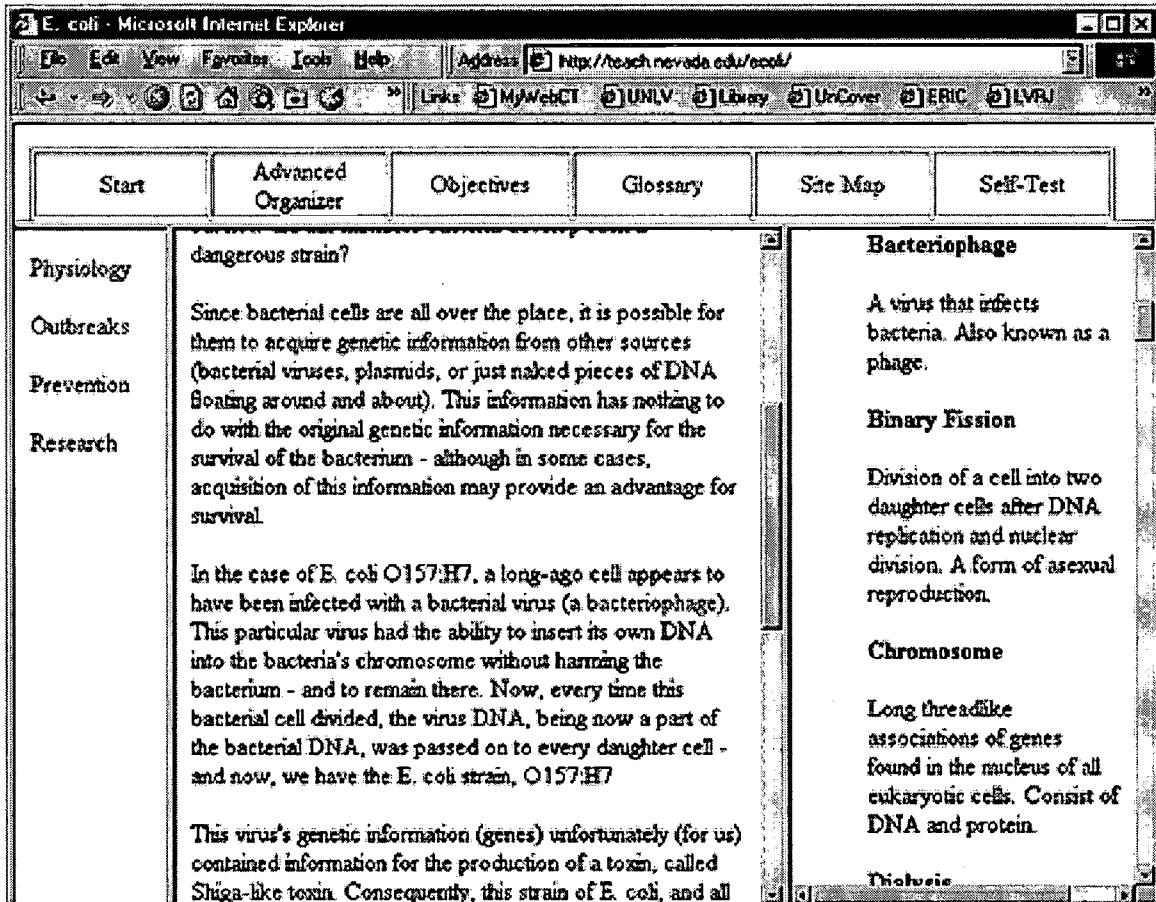 E. coli - Microsoft Internet Explorer
File Edit View Favorites Tools Help Address http://teach.nevada.edu/ecoli/
Links MyWebCT UNLV Library UnCover ERIC LVRJ
Start
Advanced
Organizer
Objectives
Glossary
Site Map
Self-Test
Physiology
Outbreaks
Prevention
Research
dangerous strain?
Since bacterial cells are all over the place, it is possible for
them to acquire genetic information from other sources
(bacterial viruses, plasmids, or just naked pieces of DNA
floating around and about). This information has nothing to
do with the original genetic information necessary for the
survival of the bacterium - although in some cases,
acquisition of this information may provide an advantage for
survival.
In the case of E. coli O157:H7, a long-ago cell appears to
have been infected with a bacterial virus (a bacteriophage).
This particular virus had the ability to insert its own DNA
into the bacteria's chromosome without harming the
bacterium - and to remain there. Now, every time this
bacterial cell divided, the virus DNA, being now a part of
the bacterial DNA, was passed on to every daughter cell -
and now, we have the E. coli strain, O157:H7
This virus's genetic information (genes) unfortunately (for us)
contained information for the production of a toxin, called
Shiga-like toxin. Consequently, this strain of E. coli, and all
Bacteriophage
A virus that infects
bacteria. Also known as a
phage.
Binary Fission
Division of a cell into two
daughter cells after DNA
replication and nuclear
division. A form of asexual
reproduction.
Chromosome
Long threadlike
associations of genes
found in the nucleus of all
eukaryotic cells. Consist of
DNA and protein.
Dialysis